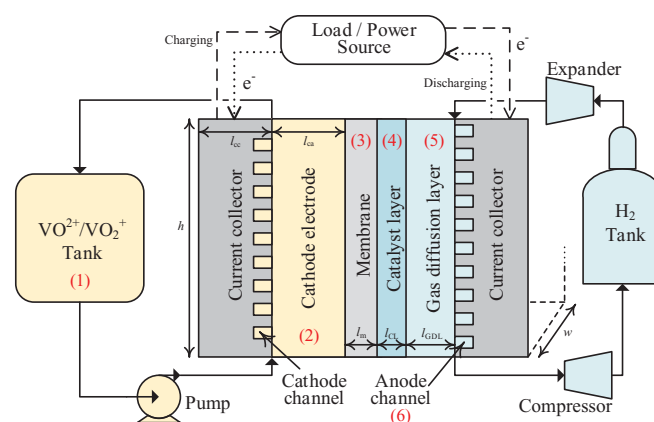 Load / Power
Source
Charging
e-
e-
Discharging
Expander
lcc
lca
(3)
(4)
(5)
h
VO2+/VO2+
Tank
(1)
Current collector
Cathode electrode
Membrane
Catalyst layer
Gas diffusion layer
Current collector
H2
Tank
(2)
lm
lCL
lGDL
w
Pump
Cathode
channel
Anode
channel
(6)
Compressor